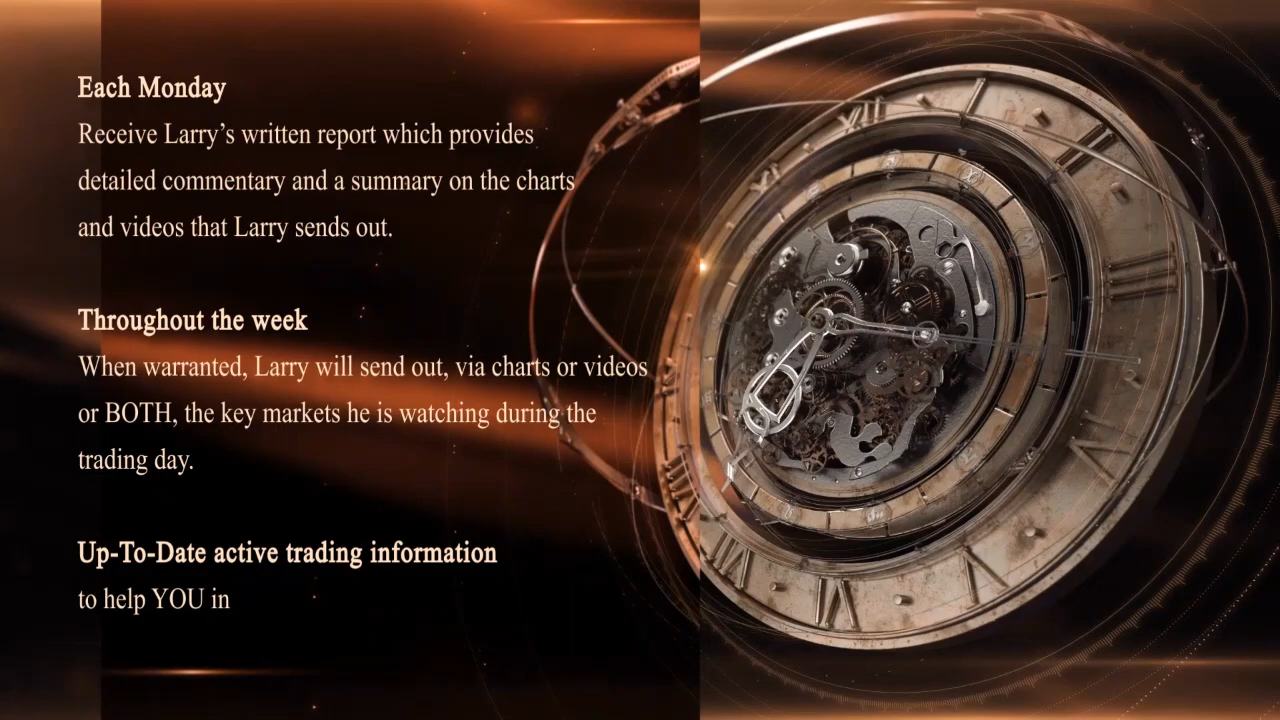 Each Monday
Receive Larry’s written report which provides
detailed commentary and a summary on the charts
and videos that Larry sends out.
Throughout the week
When warranted, Larry will send out, via charts or videos
or BOTH, the key markets he is watching during the
trading day.
Up-To-Date active trading information
to help YOU in